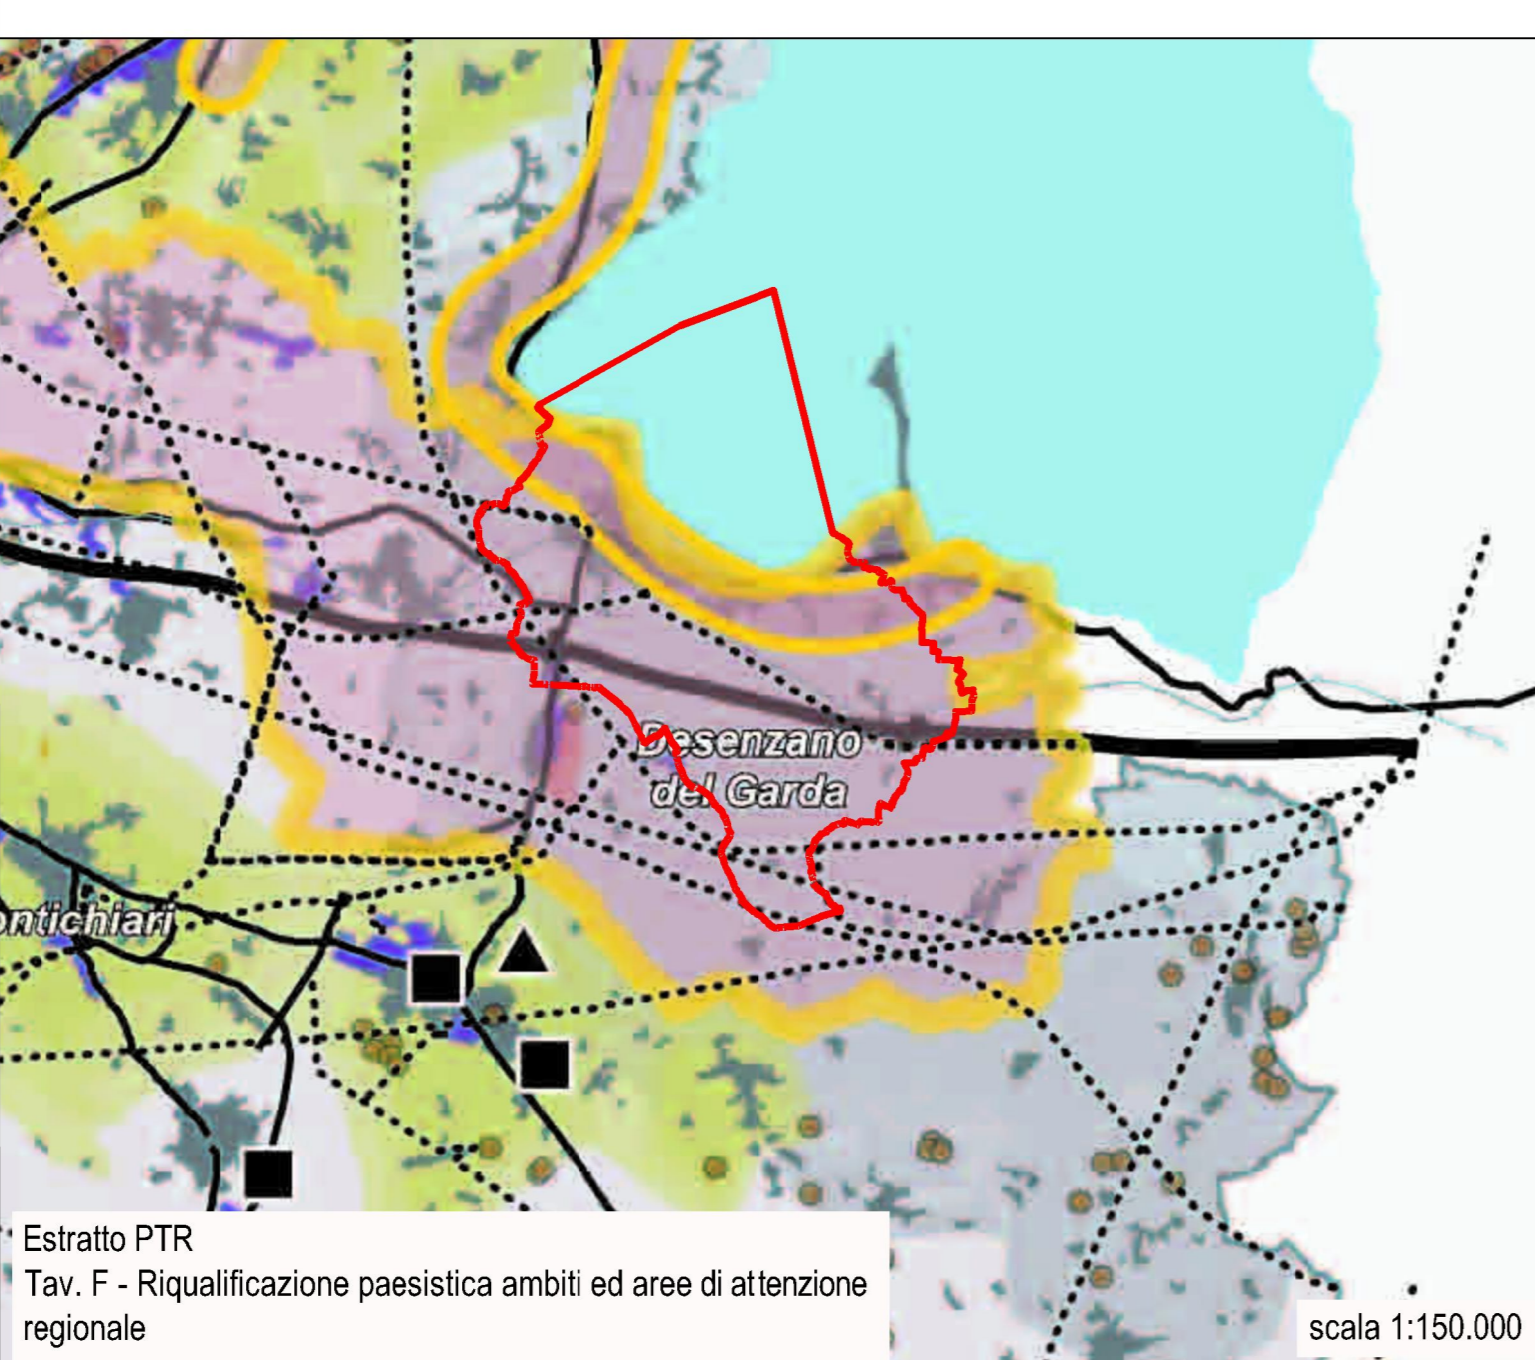 Desenzano
del Garda
ontichiari
Estratto PTR
Tav. F - Riqualificazione paesistica ambiti ed aree di attenzione
regionale
scala 1:150.000